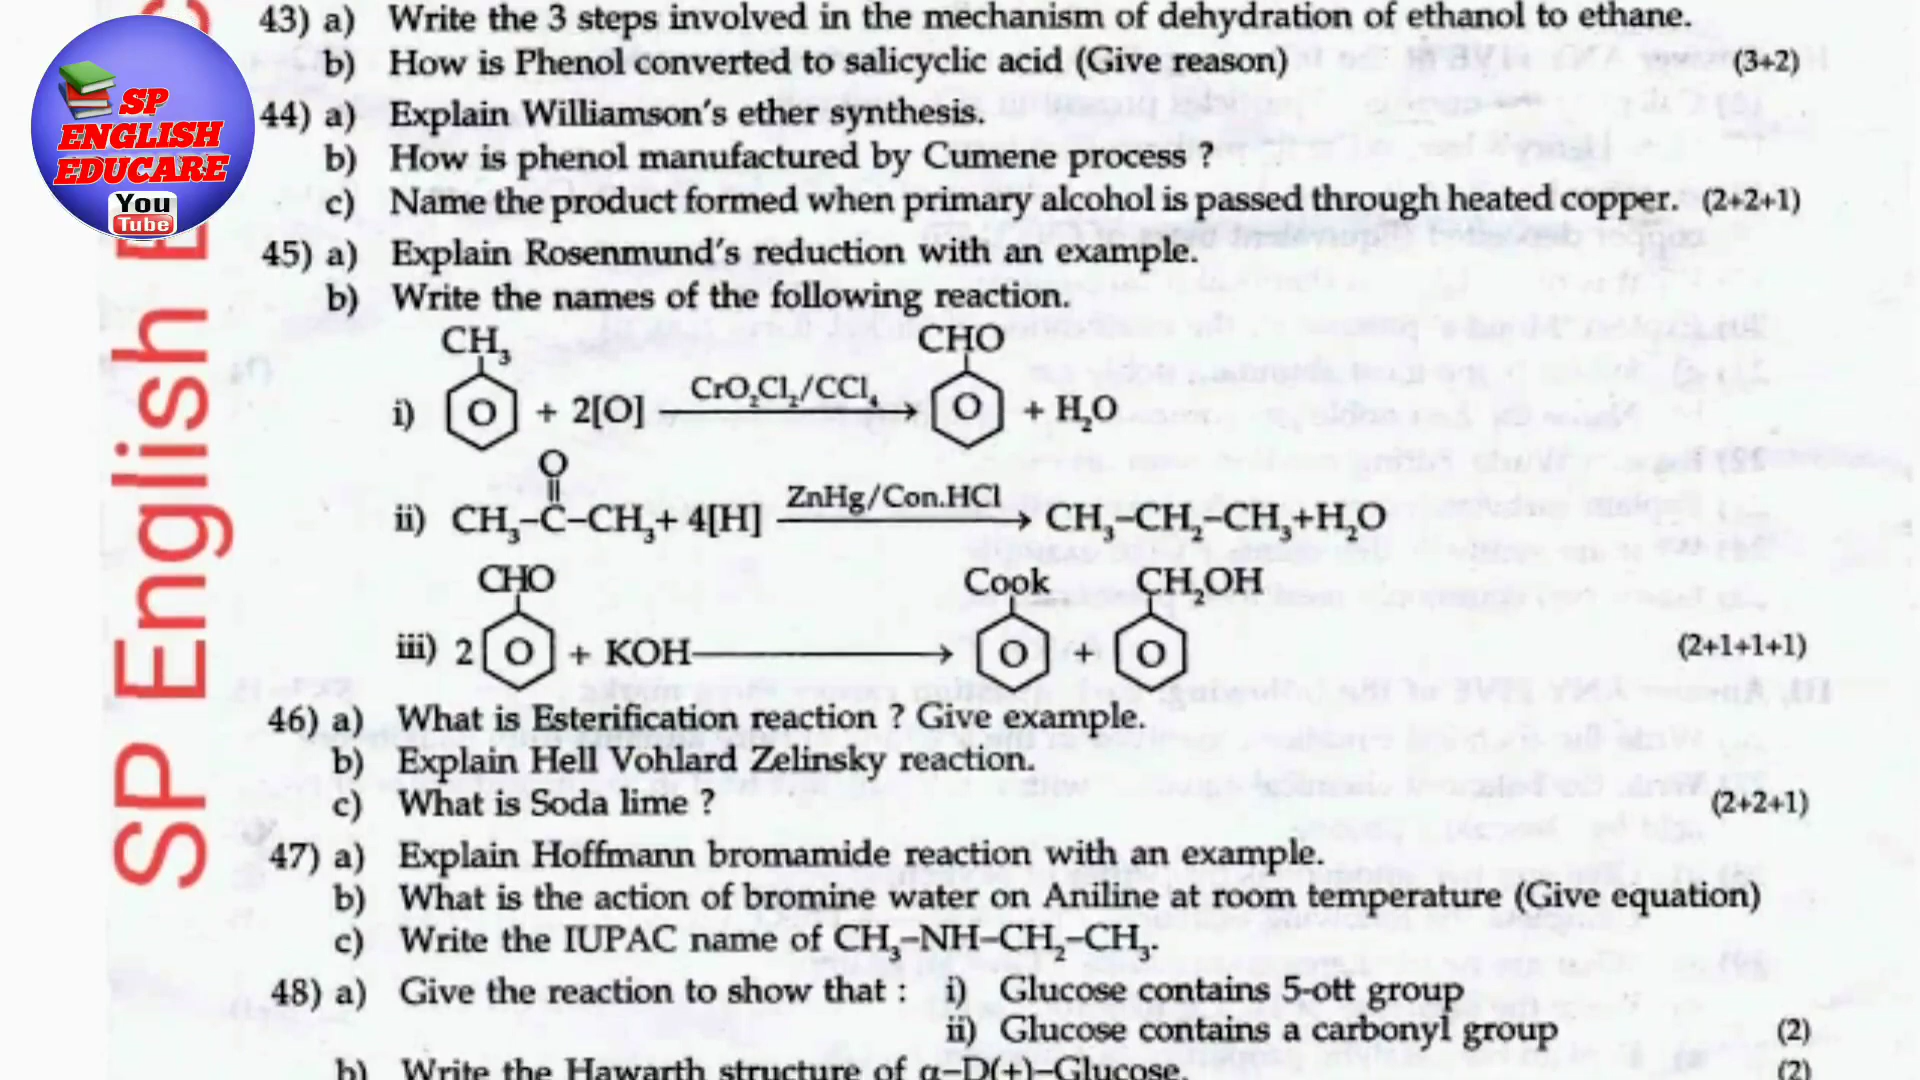 SP
ENGLISH
EDUCARE
You
Tube
SP English E
43) a) Write the 3 steps involved in the mechanism of dehydration of ethanol to ethane.
b) How is Phenol converted to salicyclic acid (Give reason) (3+2)
44) a) Explain Williamson's ether synthesis.
b) How is phenol manufactured by Cumene process ?
c) Name the product formed when primary alcohol is passed through heated copper. (2+2+1)
45) a) Explain Rosenmund's reduction with an example.
b) Write the names of the following reaction.
CH₃ CHO
i) O + 2[O] CrO₂Cl₂/CCl₄ O + H₂O
O
ii) CH₃–C–CH₃+ 4[H] ZnHg/Con.HCl CH₃–CH₂–CH₃+H₂O
CHO Cook CH₂OH
iii) 2 O + KOH O + O (2+1+1+1)
46) a) What is Esterification reaction ? Give example.
b) Explain Hell Vohlard Zelinsky reaction.
c) What is Soda lime ? (2+2+1)
47) a) Explain Hoffmann bromamide reaction with an example.
b) What is the action of bromine water on Aniline at room temperature (Give equation)
c) Write the IUPAC name of CH₃–NH–CH₂–CH₃.
48) a) Give the reaction to show that : i) Glucose contains 5-ott group
ii) Glucose contains a carbonyl group (2)
b) Write the Hawarth structure of α–D(+)–Glucose. (2)